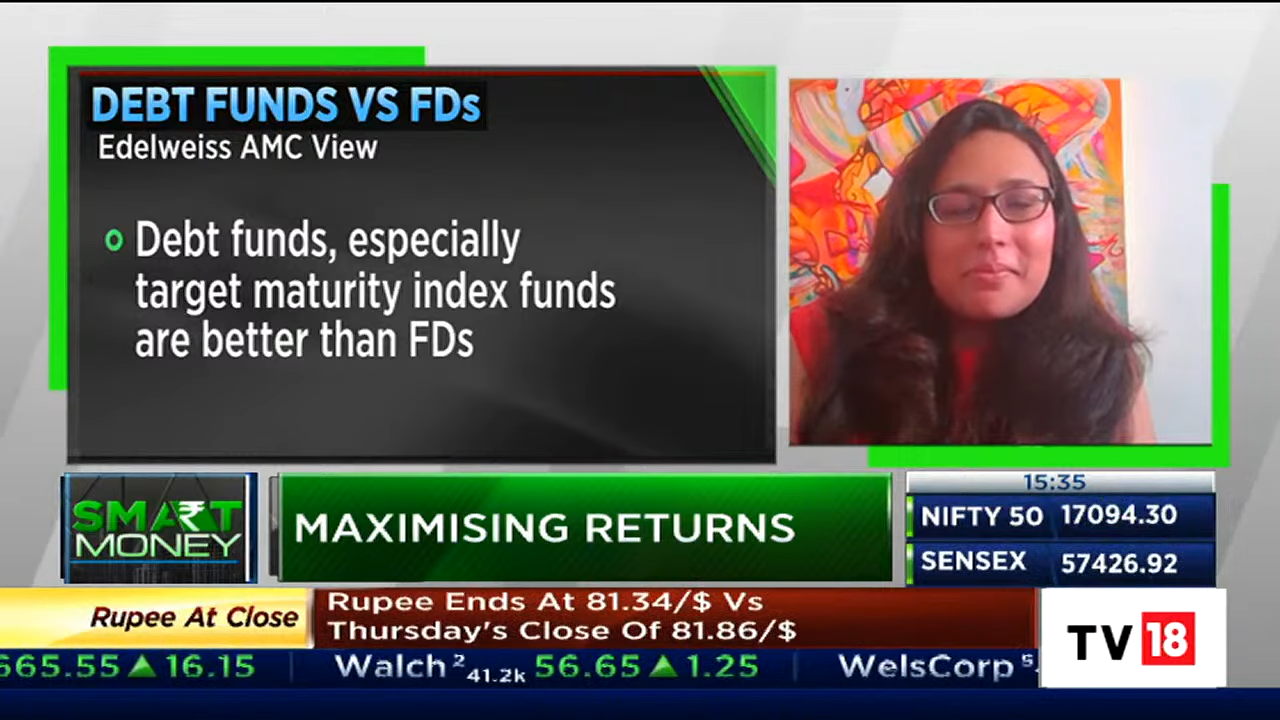 DEBT FUNDS VS FDs
Edelweiss AMC View
Debt funds, especially
target maturity index funds
are better than FDs
SMA₹T
MONEY
MAXIMISING RETURNS
15:35
NIFTY 50 17094.30
SENSEX 57426.92
Rupee At Close
Rupee Ends At 81.34/$ Vs
Thursday's Close Of 81.86/$
665.55 ▲ 16.15 Walch 2 41.2k 56.65 ▲ 1.25 WelsCorp
TV18